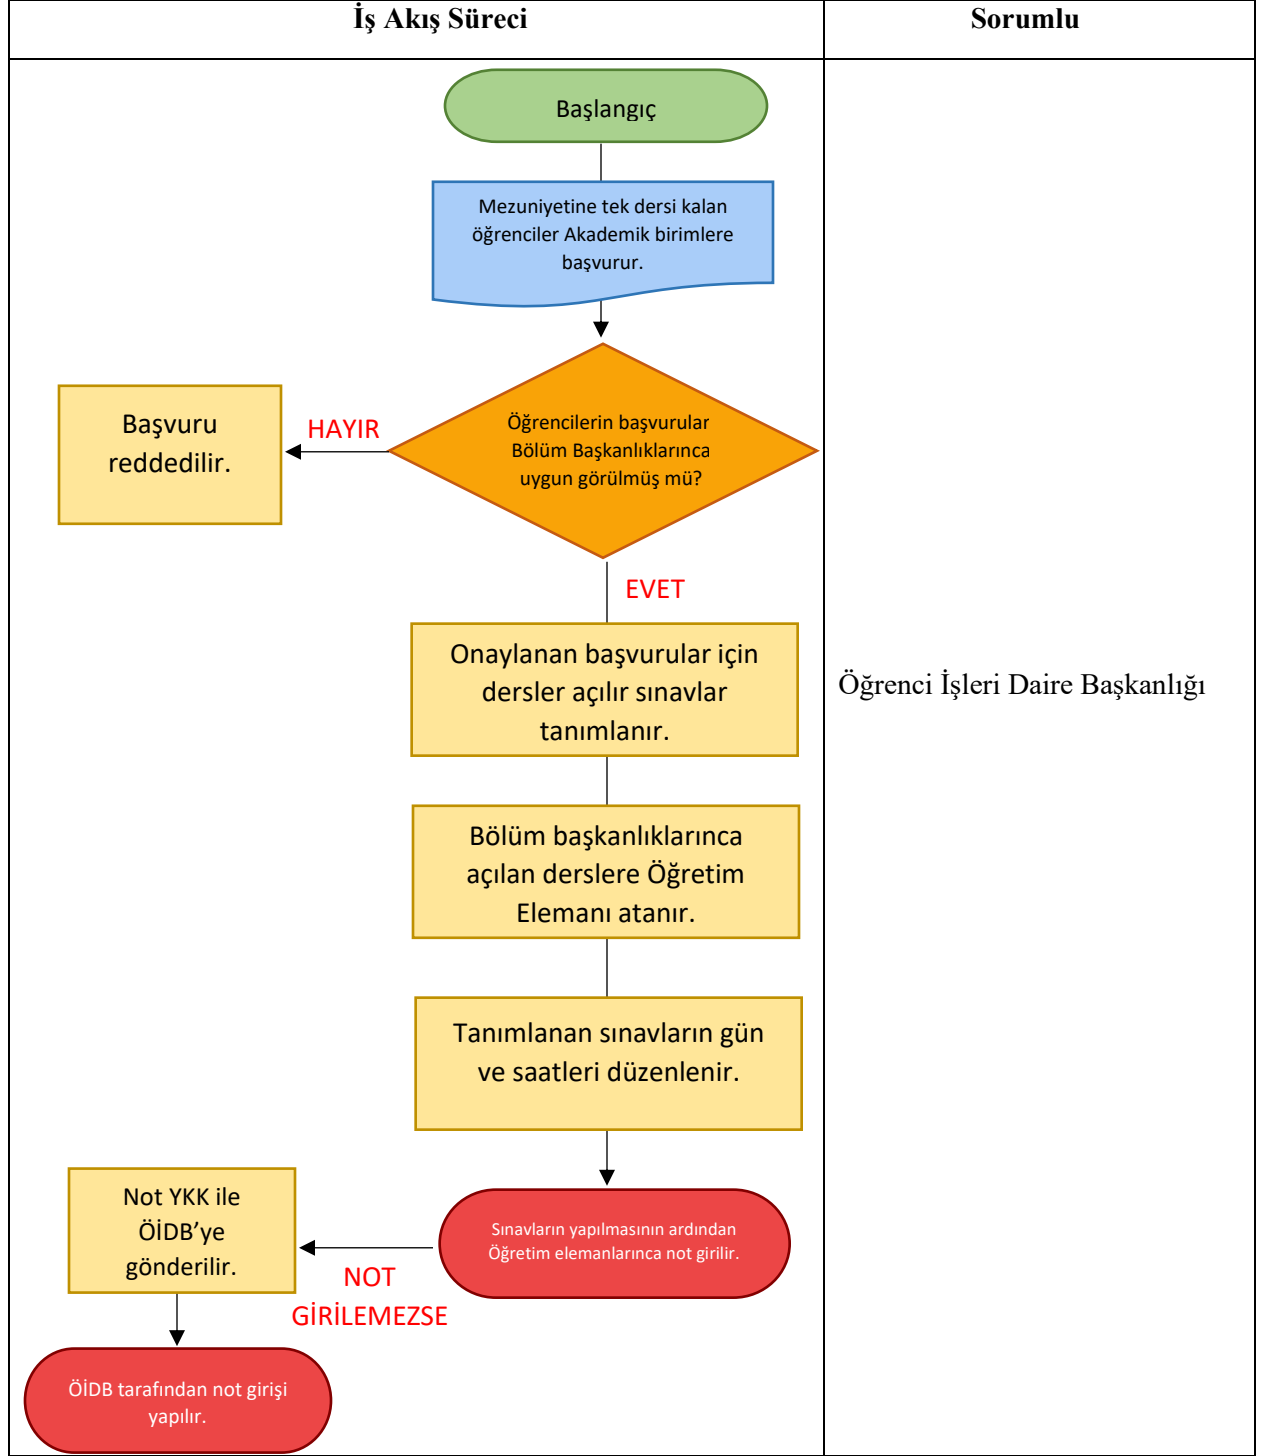 İş Akış Süreci
Sorumlu
Başlangıç
Mezuniyetine tek dersi kalan
öğrenciler Akademik birimlere
başvurur.
Öğrencilerin başvurular
Bölüm Başkanlıklarınca
uygun görülmüş mü?
HAYIR
Başvuru
reddedilir.
EVET
Onaylanan başvurular için
dersler açılır sınavlar
tanımlanır.
Öğrenci İşleri Daire Başkanlığı
Bölüm başkanlıklarınca
açılan derslere Öğretim
Elemanı atanır.
Tanımlanan sınavların gün
ve saatleri düzenlenir.
Sınavların yapılmasının ardından
Öğretim elemanlarınca not girilir.
NOT
GİRİLEMEZSE
Not YKK ile
ÖİDB’ye
gönderilir.
ÖİDB tarafından not girişi
yapılır.